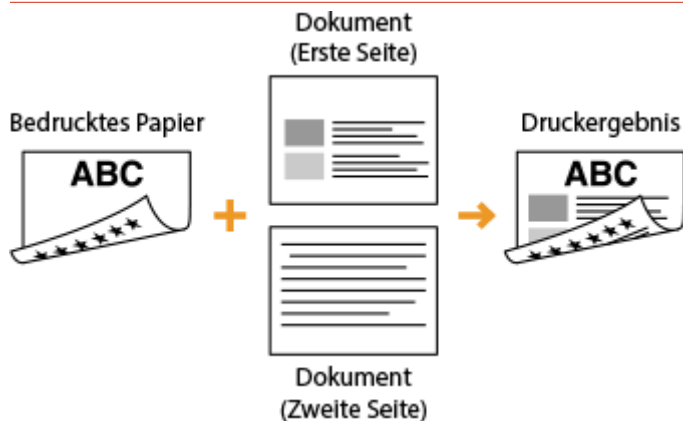 Dokument
(Erste Seite)
Bedrucktes Papier
ABC
Druckergebnis
ABC
Dokument
(Zweite Seite)